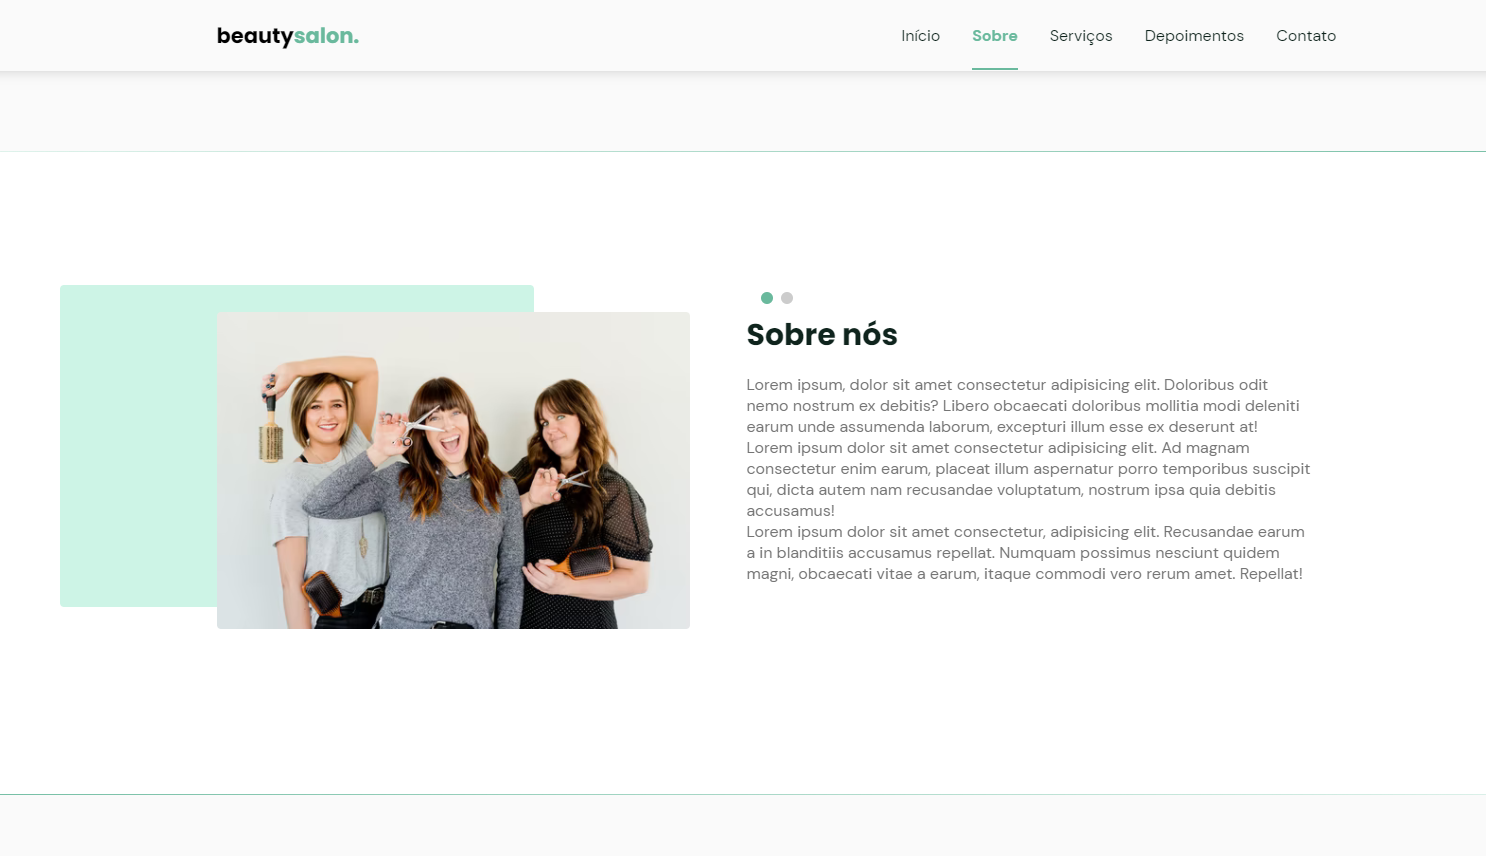 beautysalon.
Início Sobre Serviços Depoimentos Contato
Sobre nós
Lorem ipsum, dolor sit amet consectetur adipisicing elit. Doloribus odit
nemo nostrum ex debitis? Libero obcaecati doloribus mollitia modi deleniti
earum unde assumenda laborum, excepturi illum esse ex deserunt at!
Lorem ipsum dolor sit amet consectetur adipisicing elit. Ad magnam
consectetur enim earum, placeat illum aspernatur porro temporibus suscipit
qui, dicta autem nam recusandae voluptatum, nostrum ipsa quia debitis
accusamus!
Lorem ipsum dolor sit amet consectetur, adipisicing elit. Recusandae earum
a in blanditiis accusamus repellat. Numquam possimus nesciunt quidem
magni, obcaecati vitae a earum, itaque commodi vero rerum amet. Repellat!